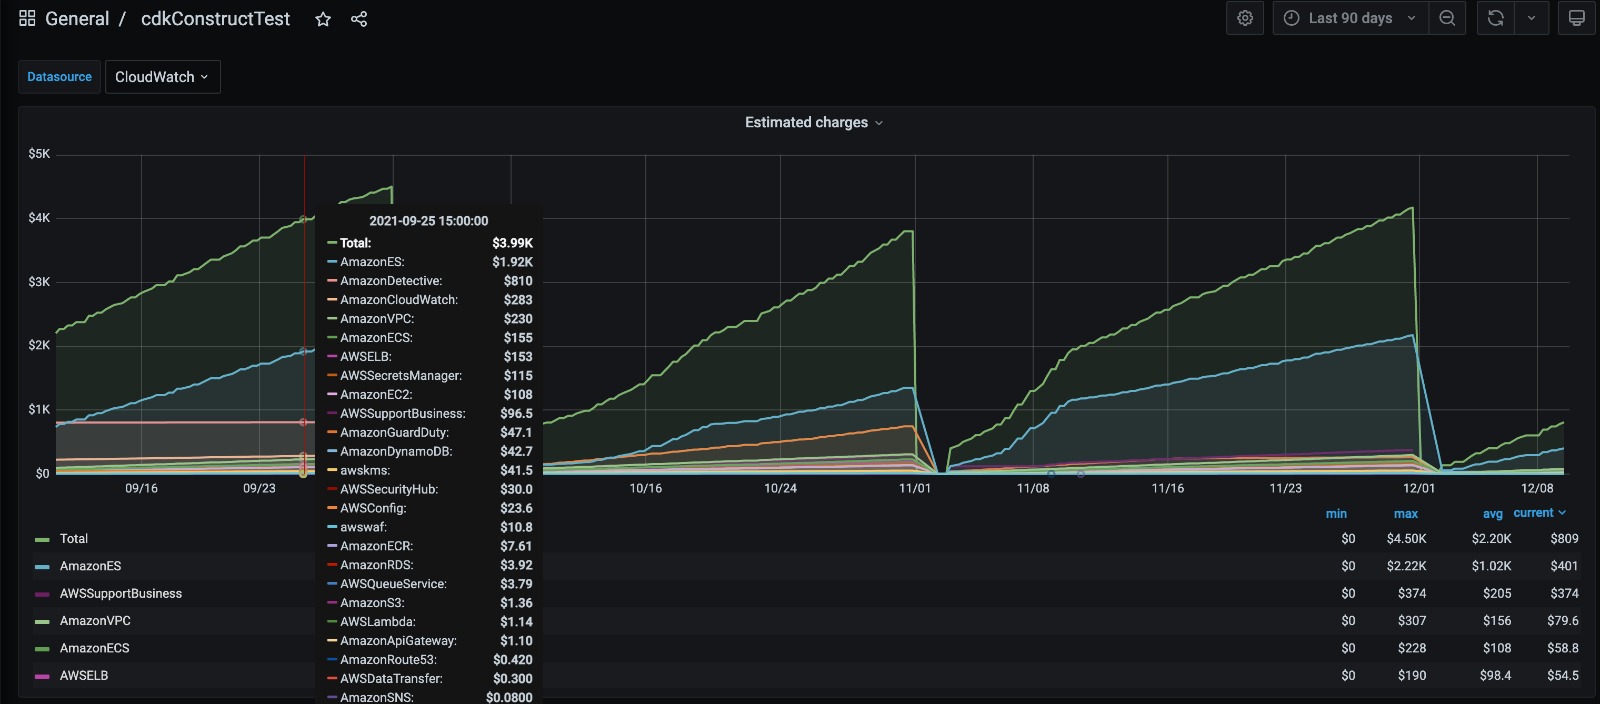 General / cdkConstructTest
Last 90 days
Datasource CloudWatch
Estimated charges
$5K
$4K
$3K
$2K
$1K
$0
09/16 09/23 10/16 10/24 11/01 11/08 11/16 11/23 12/01 12/08
2021-09-25 15:00:00
Total: $3.99K
AmazonES: $1.92K
AmazonDetective: $810
AmazonCloudWatch: $283
AmazonVPC: $230
AmazonECS: $155
AWSELB: $153
AWSSecretsManager: $115
AmazonEC2: $108
AWSSupportBusiness: $96.5
AmazonGuardDuty: $47.1
AmazonDynamoDB: $42.7
awskms: $41.5
AWSSecurityHub: $30.0
AWSConfig: $23.6
awswaf: $10.8
AmazonECR: $7.61
AmazonRDS: $3.92
AWSQueueService: $3.79
AmazonS3: $1.36
AWSLambda: $1.14
AmazonApiGateway: $1.10
AmazonRoute53: $0.420
AWSDataTransfer: $0.300
AmazonSNS: $0.0800
min max avg current
Total $0 $4.50K $2.20K $809
AmazonES $0 $2.22K $1.02K $401
AWSSupportBusiness $0 $374 $205 $374
AmazonVPC $0 $307 $156 $79.6
AmazonECS $0 $228 $108 $58.8
AWSELB $0 $190 $98.4 $54.5